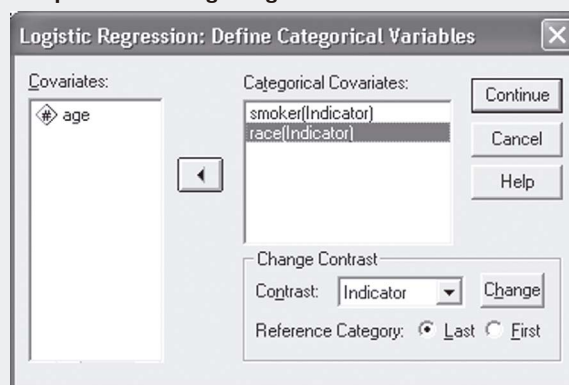 Logistic Regression: Define Categorical Variables
Covariates:
age
Categorical Covariates:
smoker(Indicator)
race(Indicator)
Continue
Cancel
Help
Change Contrast
Contrast: Indicator Change
Reference Category: Last First